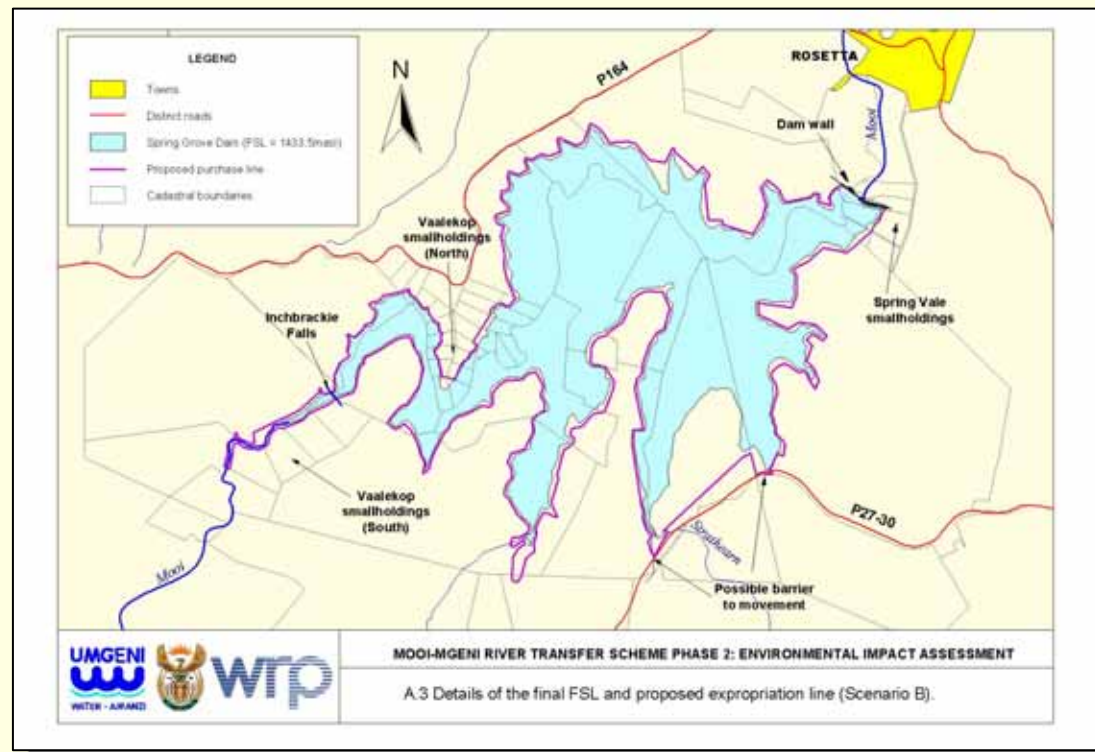 LEGEND
Towns
District roads
Spring Grove Dam (FSL = 1433.5masl)
Proposed purchase line
Cadastral boundaries
N
P164
ROSETTA
Dam wall
Mooi
Vaalekop
smallholdings
(North)
Inchbrackie
Falls
Spring Vale
smallholdings
Vaalekop
smallholdings
(South)
P27-30
Strathearn
Possible barrier
to movement
Mooi
UMGENI
WATER - AMANZI
wrp
MOOI-MGENI RIVER TRANSFER SCHEME PHASE 2: ENVIRONMENTAL IMPACT ASSESSMENT
A.3 Details of the final FSL and proposed expropriation line (Scenario B).